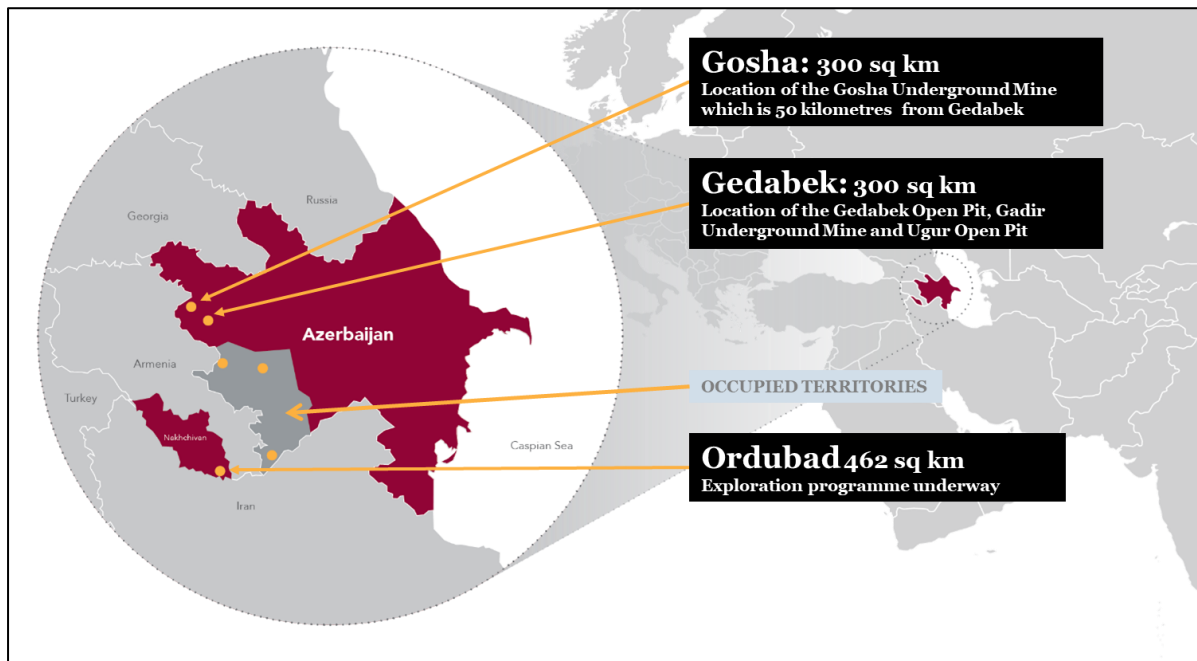 Gosha: 300 sq km
Location of the Gosha Underground Mine
which is 50 kilometres from Gedabek
Gedabek: 300 sq km
Location of the Gedabek Open Pit, Gadir
Underground Mine and Ugur Open Pit
Russia
Georgia
Azerbaijan
Armenia
OCCUPIED TERRITORIES
Turkey
Nakhchivan
Caspian Sea
Ordubad 462 sq km
Exploration programme underway
Iran